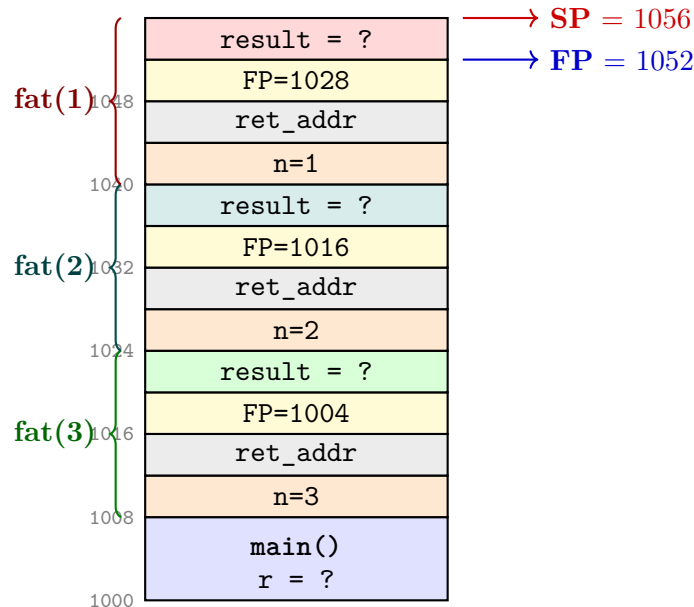 result = ?
SP = 1056
FP = 1052
FP=1028
fat(1)
1048
ret_addr
n=1
1040
result = ?
FP=1016
fat(2)
1032
ret_addr
n=2
1024
result = ?
FP=1004
fat(3)
1016
ret_addr
n=3
1008
main()
r = ?
1000